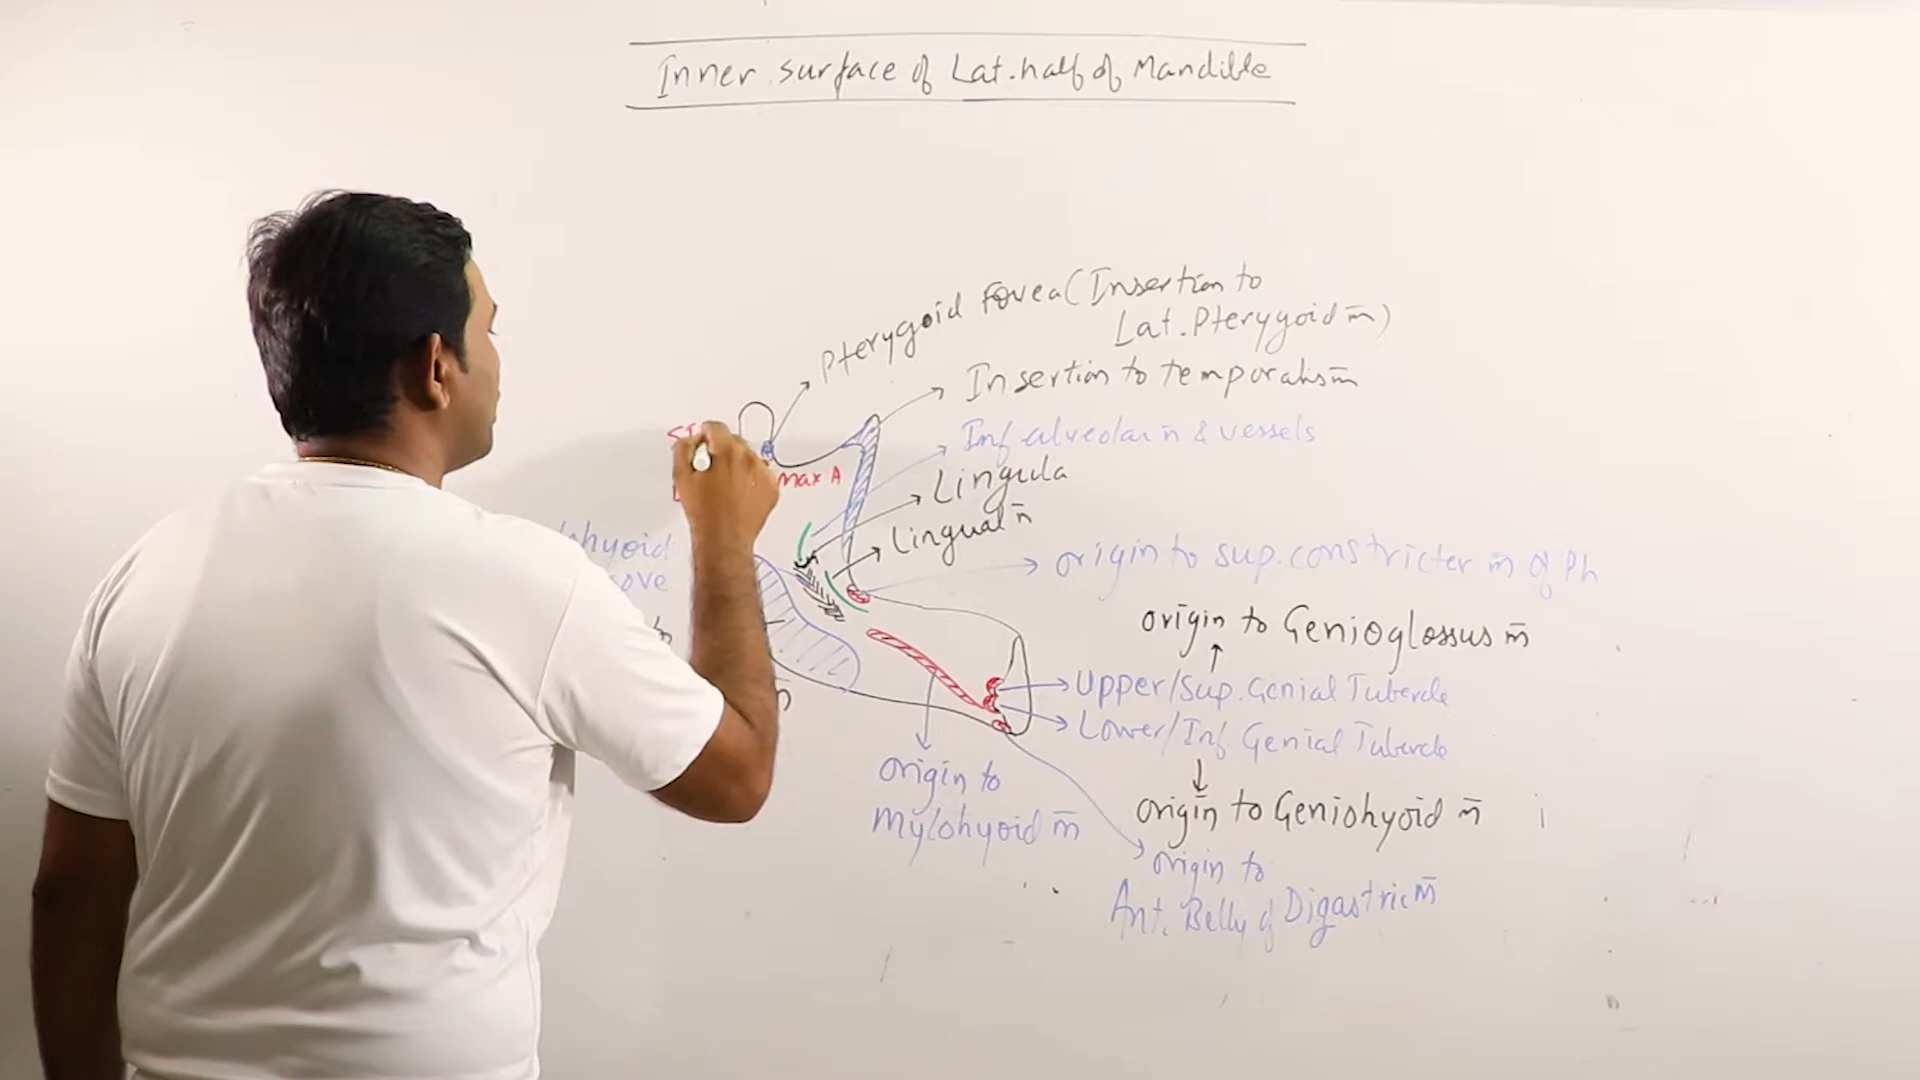 Inner surface of Lat. half of Mandible
Pterygoid Fovea (Insertion to
Lat. Pterygoid m̄)
Insertion to temporalis m̄
Inf alveolar n̄ & vessels
Max A
Lingula
Lingual n̄
hyoid
ove
origin to sup. constricter m̄ of Ph
origin to Genioglossus m̄
Upper/Sup. Genial Tubercle
Lower/Inf. Genial Tubercle
origin to
Mylohyoid m̄
origin to Geniohyoid m̄
origin to
Ant. Belly of Digastric m̄